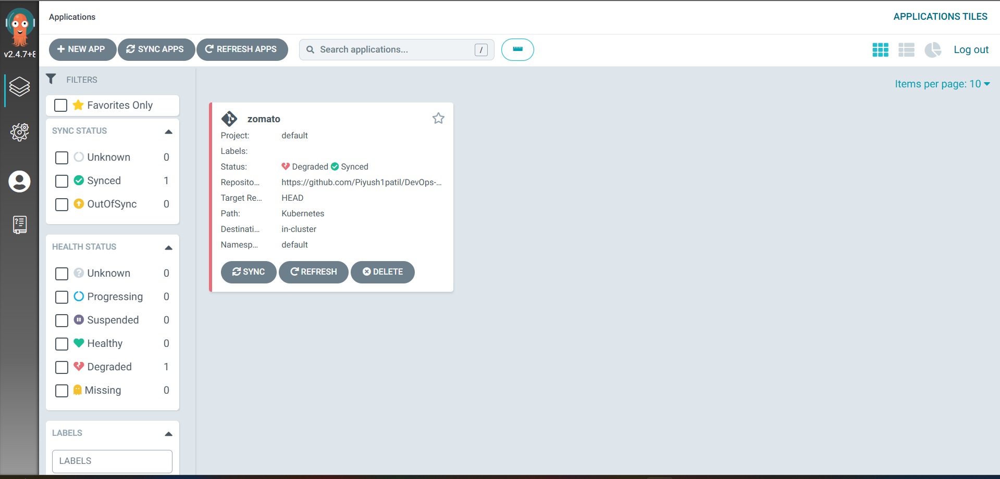 Applications
APPLICATIONS TILES
v2.4.7+8
NEW APP
SYNC APPS
REFRESH APPS
Search applications...
/
Log out
FILTERS
Items per page: 10
Favorites Only
SYNC STATUS
Unknown 0
Synced 1
OutOfSync 0
HEALTH STATUS
Unknown 0
Progressing 0
Suspended 0
Healthy 0
Degraded 1
Missing 0
LABELS
LABELS
zomato
Project: default
Labels:
Status: Degraded Synced
Reposito... https://github.com/Piyush1patil/DevOps-...
Target Re... HEAD
Path: Kubernetes
Destinati... in-cluster
Namesp... default
SYNC
REFRESH
DELETE